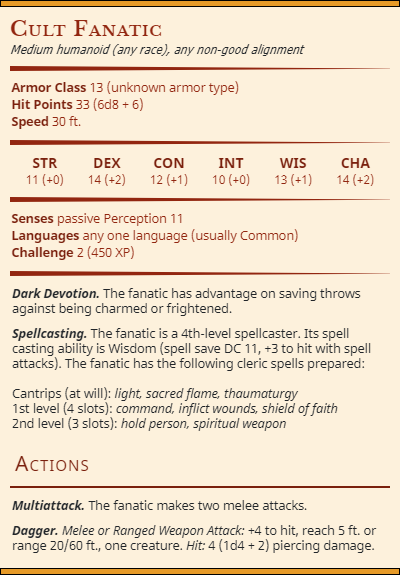 Cult Fanatic
Medium humanoid (any race), any non-good alignment
Armor Class 13 (unknown armor type)
Hit Points 33 (6d8 + 6)
Speed 30 ft.
STR DEX CON INT WIS CHA
11 (+0) 14 (+2) 12 (+1) 10 (+0) 13 (+1) 14 (+2)
Senses passive Perception 11
Languages any one language (usually Common)
Challenge 2 (450 XP)
Dark Devotion. The fanatic has advantage on saving throws
against being charmed or frightened.
Spellcasting. The fanatic is a 4th-level spellcaster. Its spell
casting ability is Wisdom (spell save DC 11, +3 to hit with spell
attacks). The fanatic has the following cleric spells prepared:
Cantrips (at will): light, sacred flame, thaumaturgy
1st level (4 slots): command, inflict wounds, shield of faith
2nd level (3 slots): hold person, spiritual weapon
Actions
Multiattack. The fanatic makes two melee attacks.
Dagger. Melee or Ranged Weapon Attack: +4 to hit, reach 5 ft. or
range 20/60 ft., one creature. Hit: 4 (1d4 + 2) piercing damage.